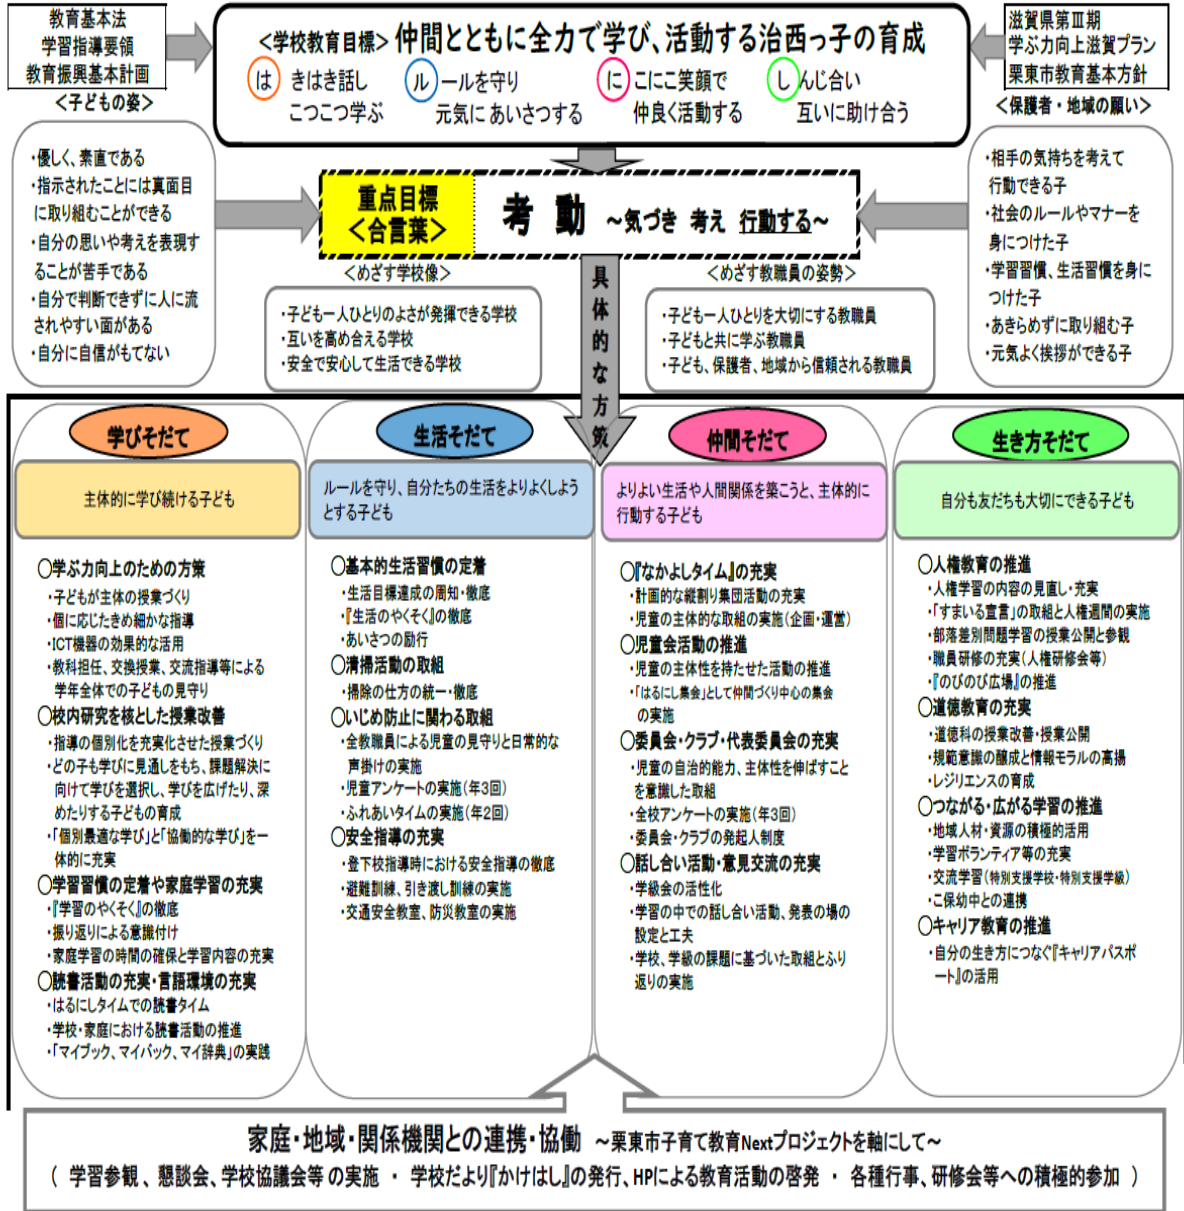 教育基本法
学習指導要領
教育振興基本計画
<学校教育目標> 仲間とともに全力で学び、活動する治西っ子の育成
はきはき話し
こつこつ学ぶ
ルールを守り
元気に あいさつする
にこにこ笑顔で
仲良く活動する
しんじ合い
互いに助け合う
滋賀県第Ⅲ期
学ぶ力向上滋賀プラン
栗東市教育基本方針
<子どもの姿>
・優しく、素直である
・指示されたことには真面目
に取り組むことができる
・自分の思いや考えを表現す
ることが苦手である
・自分で判断できずに人に流
されやすい面がある
・自分に自信がもてない
重点目標
<合言葉>
考 動 ～気づき 考え 行動する～
<保護者・地域の願い>
・相手の気持ちを考えて
行動できる子
・社会のルールやマナーを
身につけた子
・学習習慣、生活習慣を身に
つけた子
・あきらめずに取り組む子
・元気よく挨拶ができる子
<めざす学校像>
・子ども一人ひとりのよさが発揮できる学校
・互いを高め合える学校
・安全で安心して生活できる学校
具体的な方策
<めざす教職員の姿勢>
・子ども一人ひとりを大切にする教職員
・子どもと共に学ぶ教職員
・子ども、保護者、地域から信頼される教職員
学びそだて
主体的に学び続ける子ども
○学ぶ力向上のための方策
・子どもが主体の授業づくり
・個に応じたきめ細かな指導
・ICT機器の効果的な活用
・教科担任、交換授業、交流指導等による
学年全体での子どもの見守り
○校内研究を核とした授業改善
・指導の個別化を充実化させた授業づくり
・どの子も学びに見通しをもち、課題解決に
向けて学びを選択し、学びを広げたり、深
めたりする子どもの育成
・「個別最適な学び」と「協働的な学び」を一
体的に充実
○学習習慣の定着や家庭学習の充実
・『学習のやくそく』の徹底
・振り返りによる意識付け
・家庭学習の時間の確保と学習内容の充実
○読書活動の充実・言語環境の充実
・はるにしタイムでの読書タイム
・学校・家庭における読書活動の推進
・「マイブック、マイバック、マイ辞典」の実践
生活そだて
ルールを守り、自分たちの生活をよりよくしよう
とする子ども
○基本的生活習慣の定着
・生活目標達成の周知・徹底
・『生活のやくそく』の徹底
・あいさつの励行
○清掃活動の取組
・掃除の仕方の統一・徹底
○いじめ防止に関わる取組
・全教職員による児童の見守りと日常的な
声掛けの実施
・児童アンケートの実施(年3回)
・ふれあいタイムの実施(年2回)
○安全指導の充実
・登下校指導時における安全指導の徹底
・避難訓練、引き渡し訓練の実施
・交通安全教室、防災教室の実施
仲間そだて
よりよい生活や人間関係を築こうと、主体的に
行動する子ども
○『なかよしタイム』の充実
・計画的な縦割り集団活動の充実
・児童の主体的な取組の実施(企画・運営)
○児童会活動の推進
・児童の主体性を持たせた活動の推進
・「はるにし集会」として仲間づくり中心の集会
の実施
○委員会・クラブ・代表委員会の充実
・児童の自治的能力、主体性を伸ばすこと
を意識した取組
・全校アンケートの実施(年3回)
・委員会・クラブの発起人制度
○話し合い活動・意見交流の充実
・学級会の活性化
・学習の中での話し合い活動、発表の場の
設定と工夫
・学校、学級の課題に基づいた取組とふり
返りの実施
生き方そだて
自分も友だちも大切にできる子ども
○人権教育の推進
・人権学習の内容の見直し・充実
・「すまいる宣言」の取組と人権週間の実施
・部落差別問題学習の授業公開と参観
・職員研修の充実(人権研修会等)
・『のびのび広場』の推進
○道徳教育の充実
・道徳科の授業改善・授業公開
・規範意識の醸成と情報モラルの高揚
・レジリエンスの育成
○つながる・広がる学習の推進
・地域人材・資源の積極的活用
・学習ボランティア等の充実
・交流学習(特別支援学校・特別支援学級)
・こ保幼中との連携
○キャリア教育の推進
・自分の生き方につなぐ『キャリアパスポ
ート』の活用
家庭・地域・関係機関との連携・協働 ～栗東市子育て教育Nextプロジェクトを軸にして～
( 学習参観、懇談会、学校協議会等の実施 ・ 学校だより『かけはし』の発行、HPによる教育活動の啓発 ・ 各種行事、研修会等への積極的参加 )